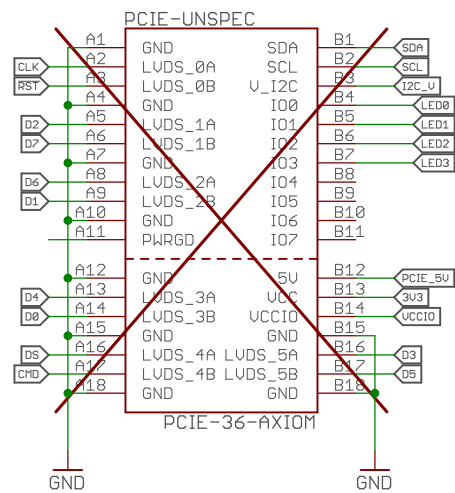 PCIE-UNSPEC
A1 GND SDA B1 SDA
CLK A2 LVDS_0A SCL B2 SCL
RST A3 LVDS_0B V_I2C B3 I2C_V
A4 GND IO0 B4 LED0
D2 A5 LVDS_1A IO1 B5 LED1
D7 A6 LVDS_1B IO2 B6 LED2
A7 GND IO3 B7 LED3
D6 A8 LVDS_2A IO4 B8
D1 A9 LVDS_2B IO5 B9
A10 GND IO6 B10
A11 PWRGD IO7 B11
A12 GND 5V B12 PCIE_5V
D4 A13 LVDS_3A VCC B13 3V3
D0 A14 LVDS_3B VCCIO B14 VCCIO
A15 GND GND B15
DS A16 LVDS_4A LVDS_5A B16 D3
CMD A17 LVDS_4B LVDS_5B B17 D5
A18 GND GND B18
PCIE-36-AXIOM
GND GND